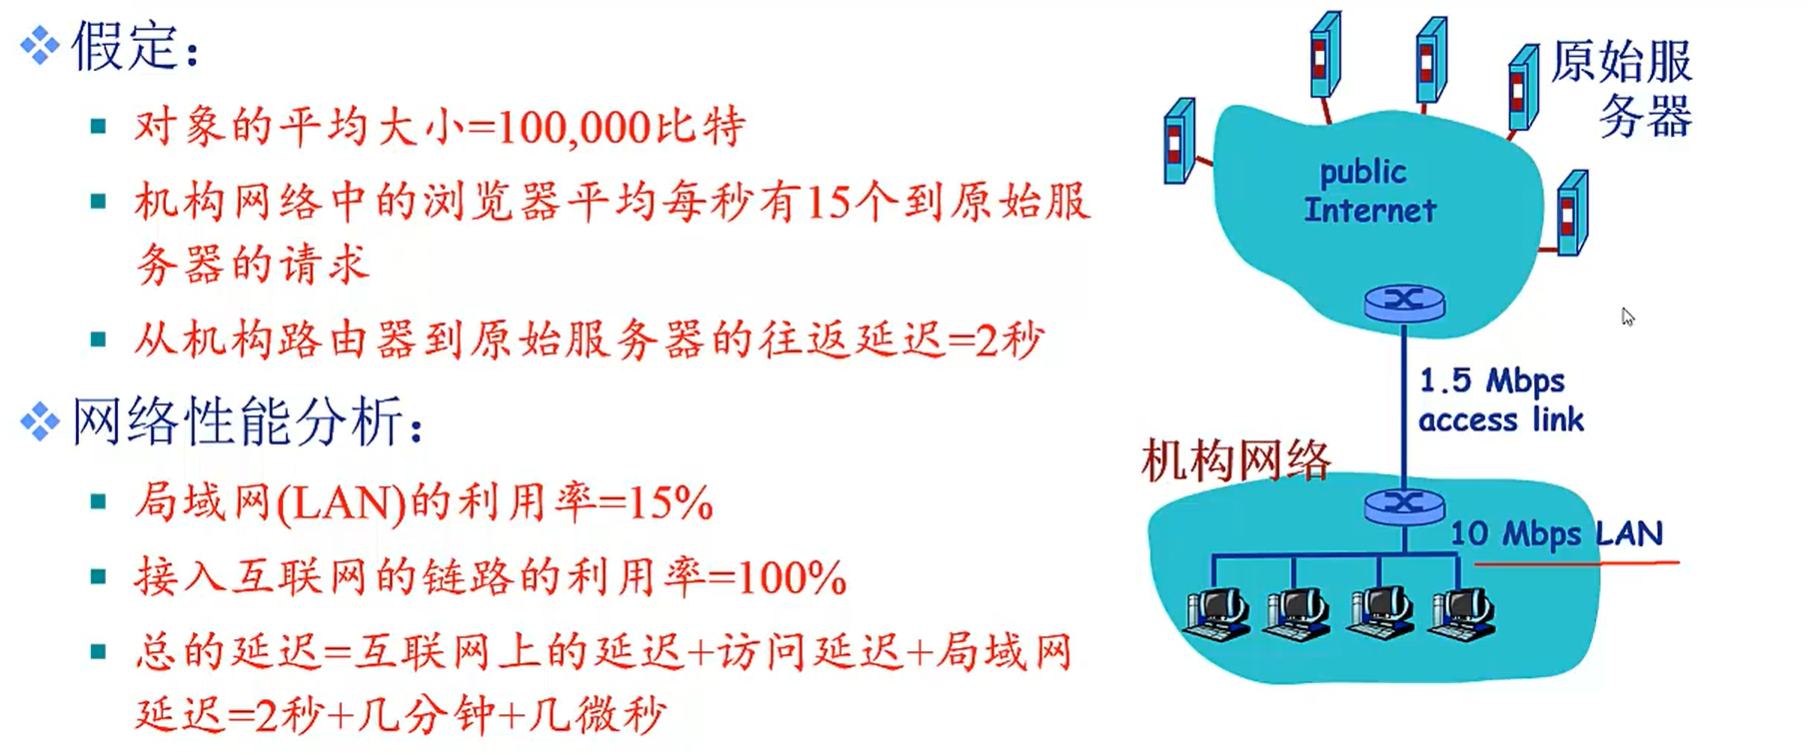 假定：
对象的平均大小=100,000比特
机构网络中的浏览器平均每秒有15个到原始服
务器的请求
从机构路由器到原始服务器的往返延迟=2秒
网络性能分析：
局域网(LAN)的利用率=15%
接入互联网的链路的利用率=100%
总的延迟=互联网上的延迟+访问延迟+局域网
延迟=2秒+几分钟+几微秒
原始服
务器
public
Internet
1.5 Mbps
access link
机构网络
10 Mbps LAN